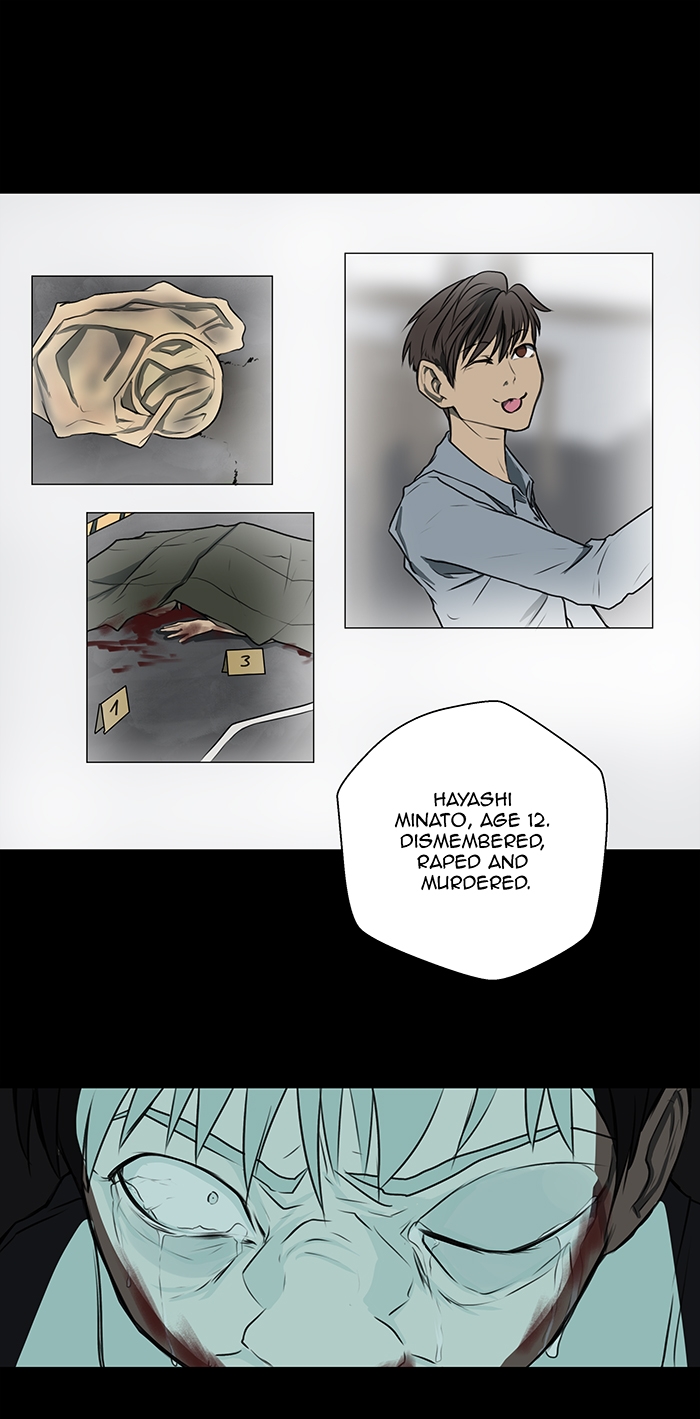 3
1
HAYASHI
MINATO, AGE 12.
DISMEMBERED,
RAPED AND
MURDERED.